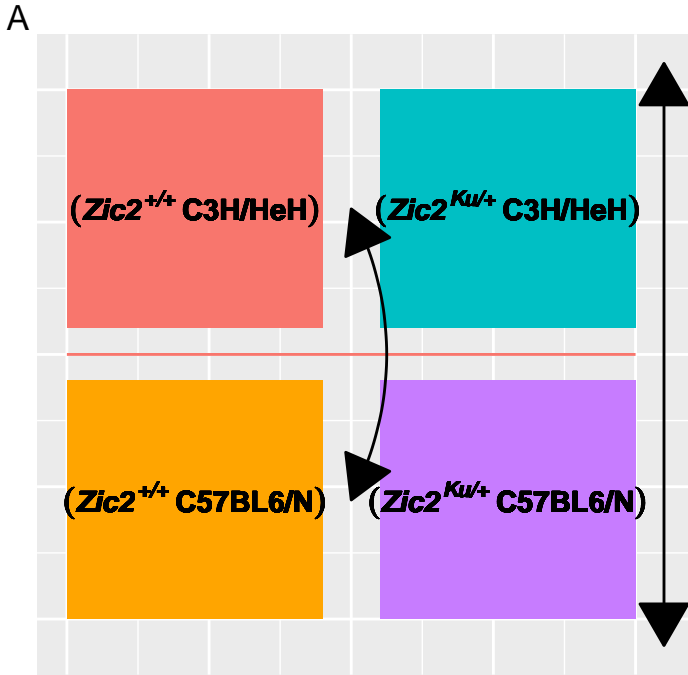 A
(Zic2+/+ C3H/HeH) (Zic2Ku/+ C3H/HeH)
(Zic2+/+ C57BL6/N) (Zic2Ku/+ C57BL6/N)